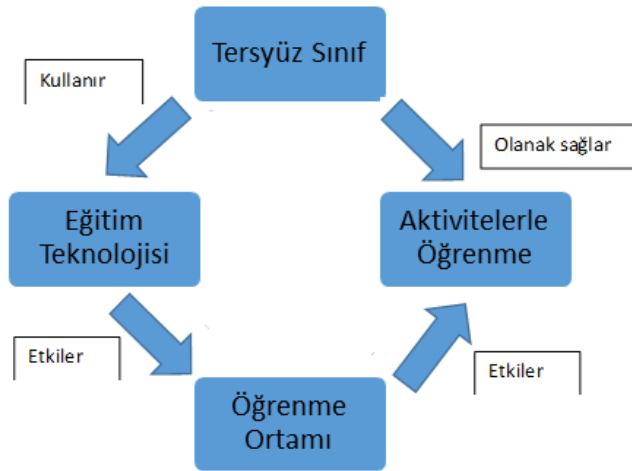 Tersyüz Sınıf
Kullanır
Olanak sağlar
Eğitim
Teknolojisi
Aktivitelerle
Öğrenme
Etkiler
Etkiler
Öğrenme
Ortamı